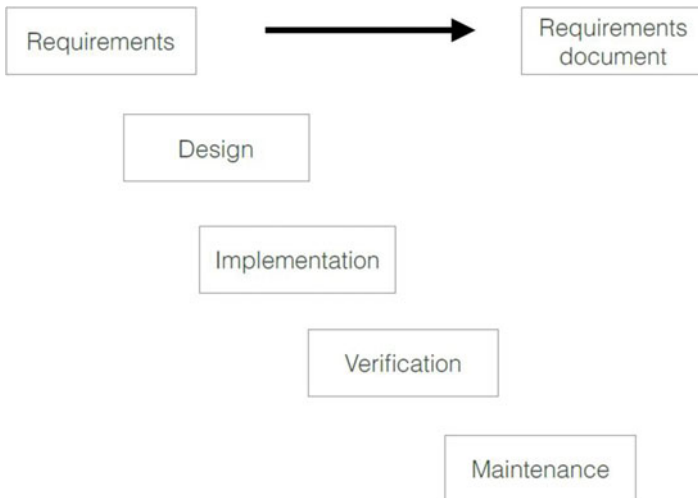 Requirements
Requirements
document
Design
Implementation
Verification
Maintenance